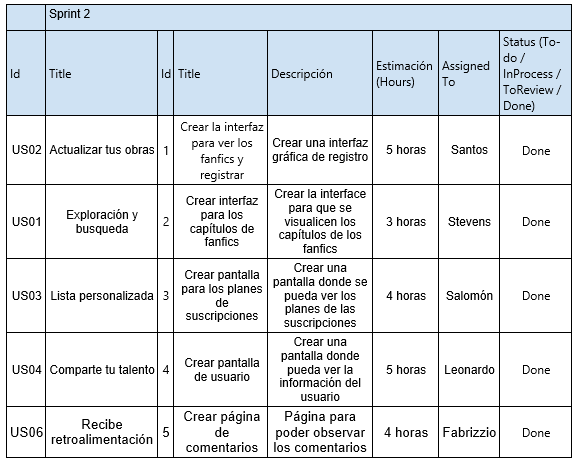 Sprint 2
Id Title Id Title Descripción Estimación (Hours) Assigned To Status (To-do / InProcess / ToReview / Done)
US02 Actualizar tus obras 1 Crear la interfaz para ver los fanfics y registrar Crear una interfaz gráfica de registro 5 horas Santos Done
US01 Exploración y busqueda 2 Crear interfaz para los capítulos de fanfics Crear la interface para que se visualicen los capítulos de los fanfics 3 horas Stevens Done
US03 Lista personalizada 3 Crear pantalla para los planes de suscripciones Crear una pantalla donde se pueda ver los planes de las suscripciones 4 horas Salomón Done
US04 Comparte tu talento 4 Crear pantalla de usuario Crear una pantalla donde pueda ver la información del usuario 5 horas Leonardo Done
US06 Recibe retroalimentación 5 Crear página de comentarios Página para poder observar los comentarios 4 horas Fabrizzio Done